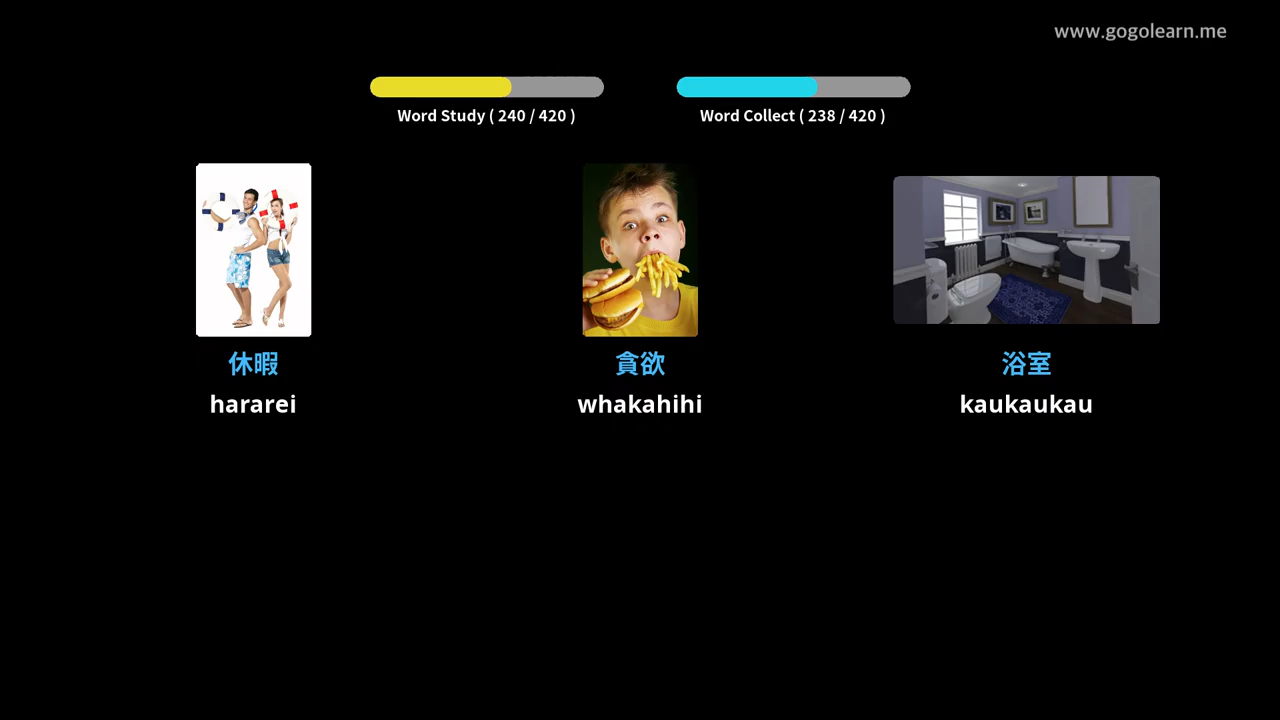 www.gogolearn.me
Word Study ( 240 / 420 )
Word Collect ( 238 / 420 )
休暇
貪欲
浴室
hararei
whakahihi
kaukaukau